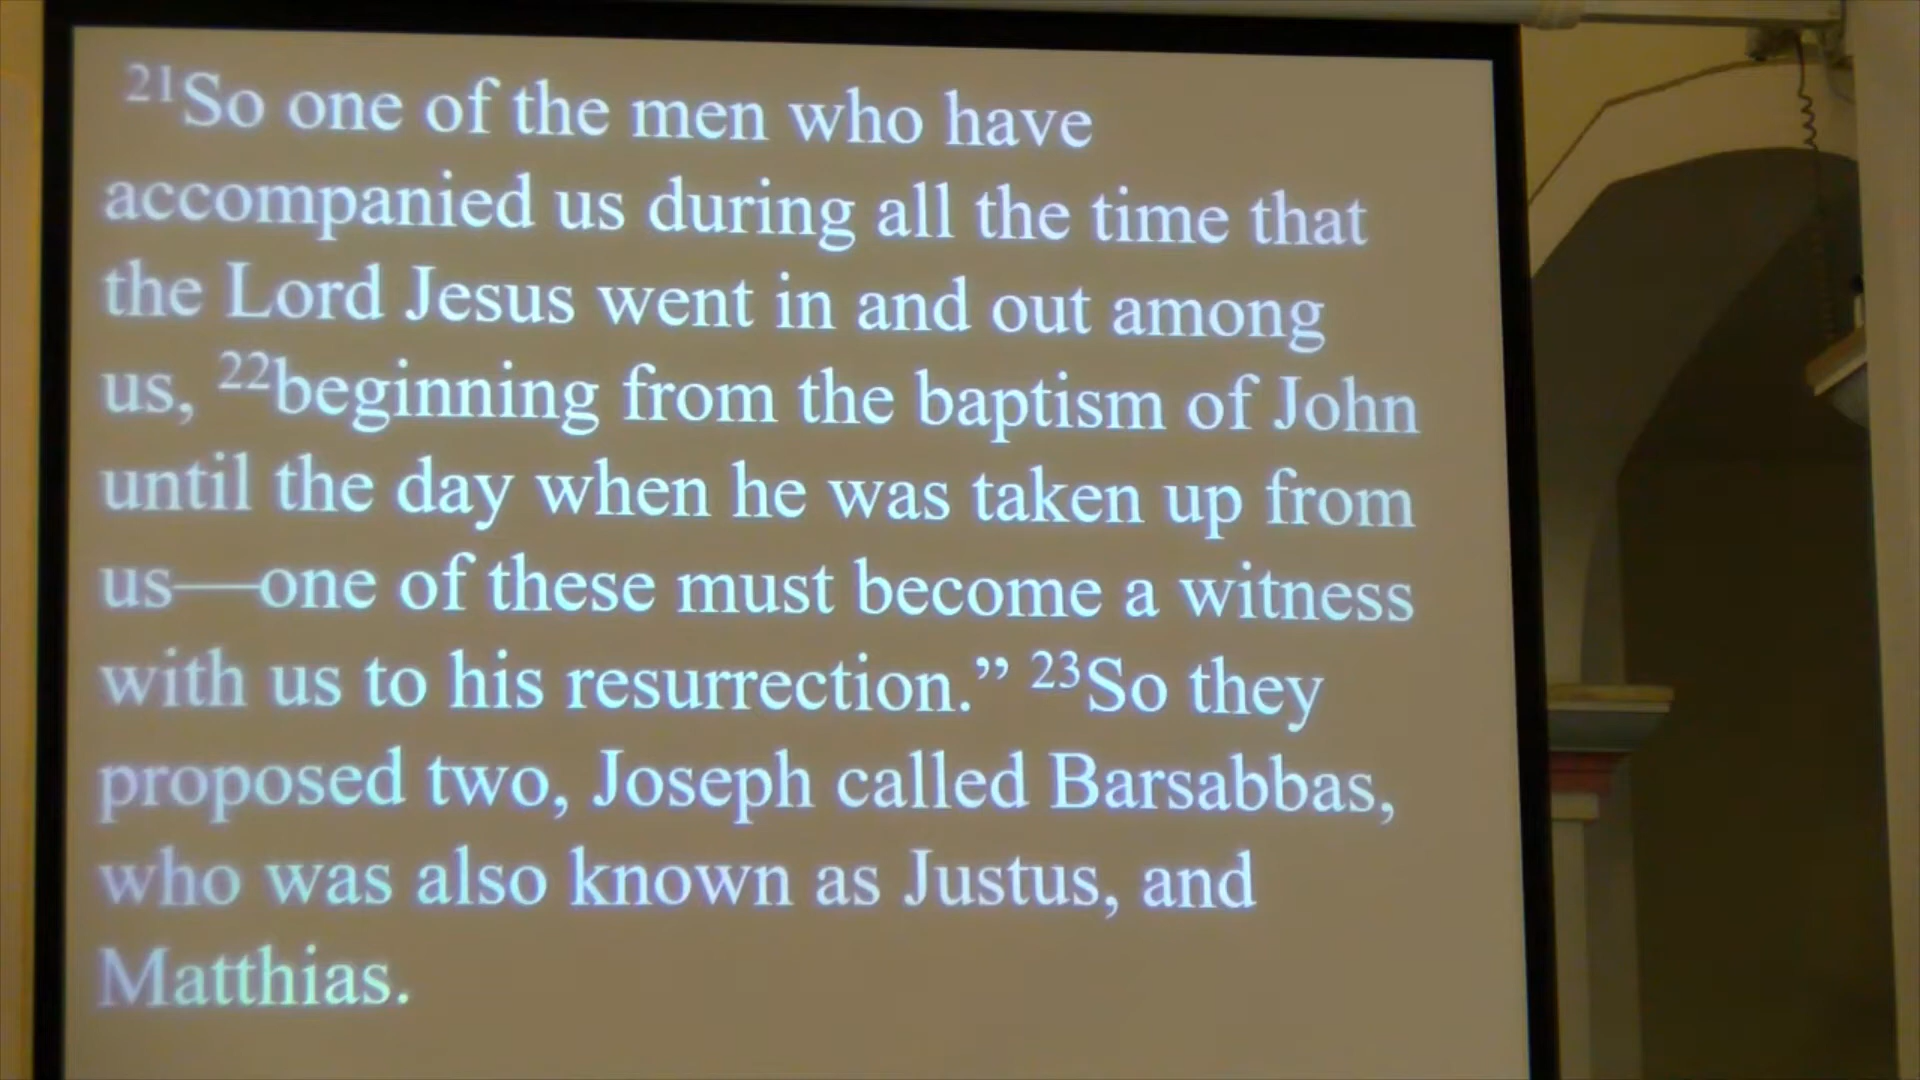 21So one of the men who have
accompanied us during all the time that
the Lord Jesus went in and out among
us, 22beginning from the baptism of John
until the day when he was taken up from
us—one of these must become a witness
with us to his resurrection.” 23So they
proposed two, Joseph called Barsabbas,
who was also known as Justus, and
Matthias.